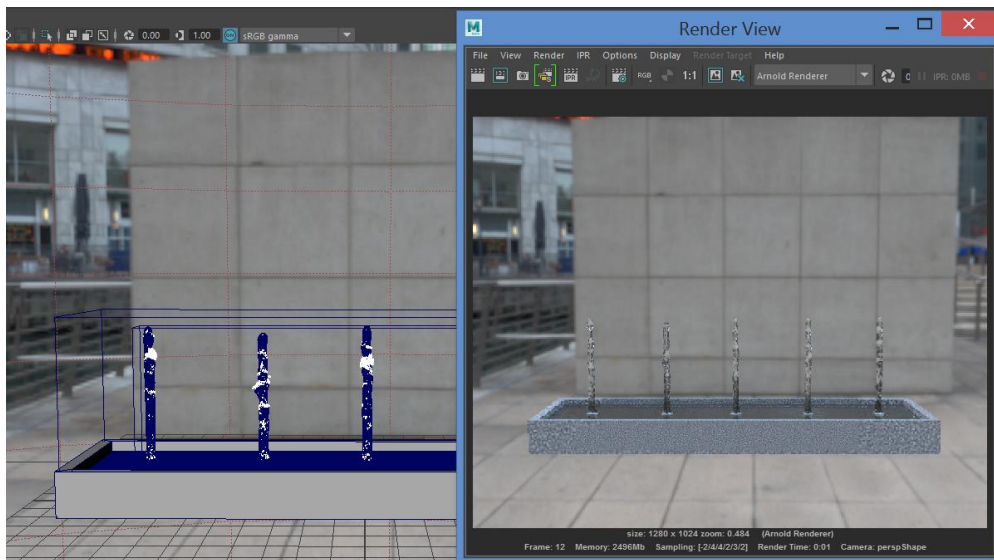 0.00 1.00 ON sRGB gamma
M Render View
File View Render IPR Options Display Render Target Help
IPR RGB 1:1 Arnold Renderer IPR: 0MB
size: 1280 x 1024 zoom: 0.484 (Arnold Renderer)
Frame: 12 Memory: 2496Mb Sampling: [-2/4/4/2/3/2] Render Time: 0:01 Camera: perspShape